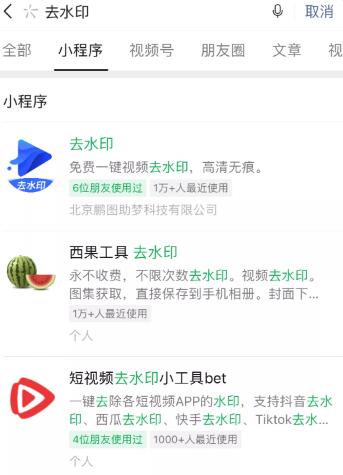 去水印
取消
全部 小程序 视频号 朋友圈 文章 视
小程序
去水印
免费一键视频去水印，高清无痕。
6位朋友使用过 1万+人最近使用
北京鹏图助梦科技有限公司
去水印
西果工具 去水印
永不收费，不限次数去水印。视频去水印。
图集获取，直接保存到手机相册。封面下...
1万+人最近使用
个人
短视频去水印小工具bet
一键去除各短视频APP的水印，支持抖音去水
印、西瓜去水印、快手去水印、Tiktok去水...
4位朋友使用过 1000+人最近使用
个人